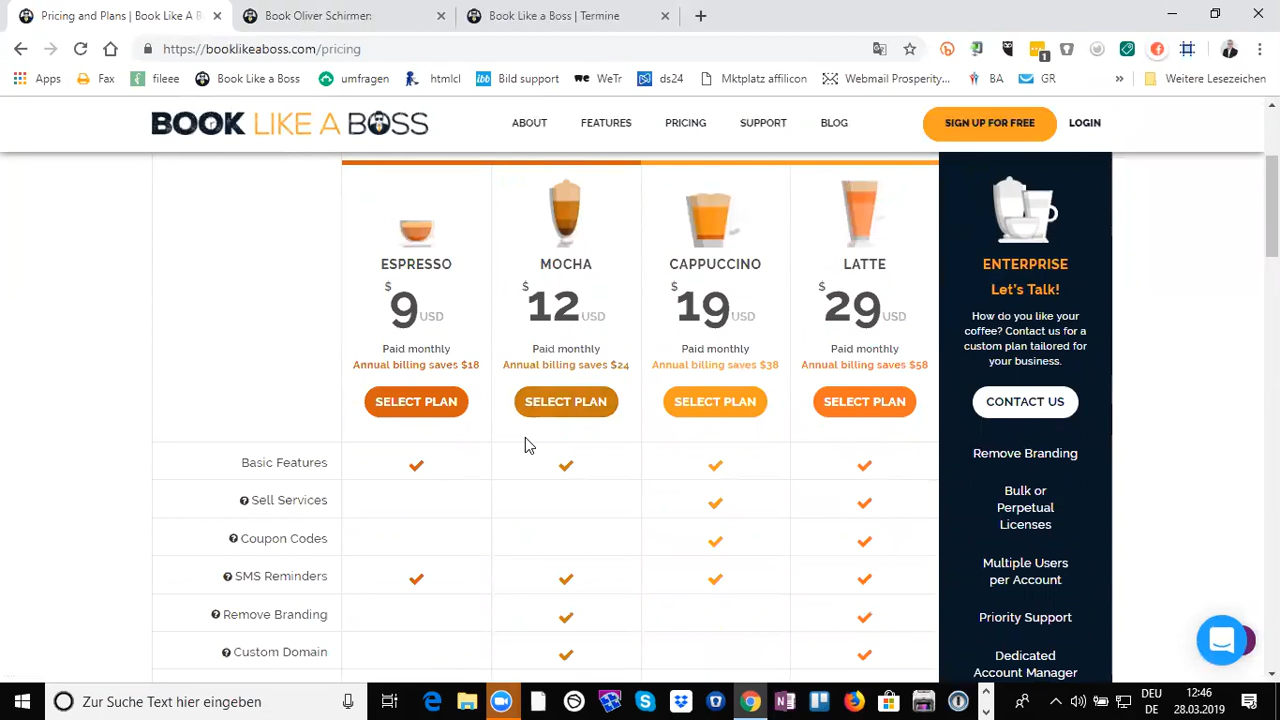 Pricing and Plans | Book Like A B
Book Oliver Schirmer
Book Like a Boss | Termine
https://booklikeaboss.com/pricing
Apps
Fax
fileee
Book Like a Boss
umfragen
htmlcl
Bild support
WeTr
ds24
Mktplatz affilicon
Webmail Prosperity...
BA
GR
Weitere Lesezeichen
BOOK LIKE A BOSS
ABOUT
FEATURES
PRICING
SUPPORT
BLOG
SIGN UP FOR FREE
LOGIN
ESPRESSO
$ 9 USD
Paid monthly
Annual billing saves $18
SELECT PLAN
MOCHA
$ 12 USD
Paid monthly
Annual billing saves $24
SELECT PLAN
CAPPUCCINO
$ 19 USD
Paid monthly
Annual billing saves $38
SELECT PLAN
LATTE
$ 29 USD
Paid monthly
Annual billing saves $58
SELECT PLAN
ENTERPRISE
Let's Talk!
How do you like your
coffee? Contact us for a
custom plan tailored for
your business.
CONTACT US
Remove Branding
Bulk or
Perpetual
Licenses
Multiple Users
per Account
Priority Support
Dedicated
Account Manager
Basic Features
Sell Services
Coupon Codes
SMS Reminders
Remove Branding
Custom Domain
Zur Suche Text hier eingeben
DEU
DE
12:46
28.03.2019